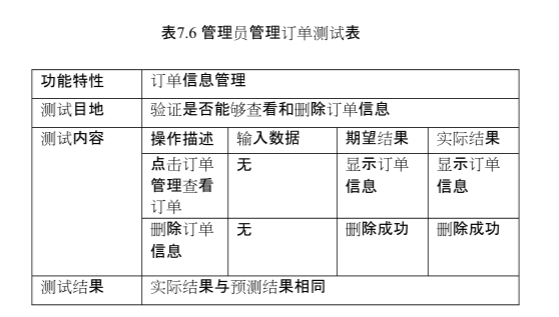 表7.6 管理员管理订单测试表
功能特性 订单信息管理
测试目地 验证是否能够查看和删除订单信息
测试内容 操作描述 输入数据 期望结果 实际结果
点击订单 无 显示订单 显示订单
管理查看 信息 信息
订单
删除订单 无 删除成功 删除成功
信息
测试结果 实际结果与预测结果相同